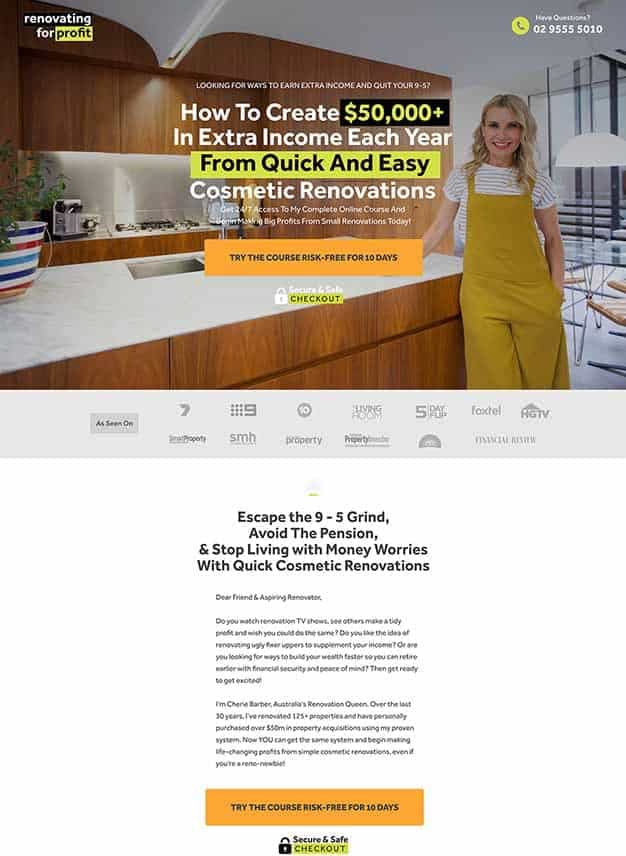 renovating
for profit
Have Questions?
02 9555 5010
LOOKING FOR WAYS TO EARN EXTRA INCOME AND QUIT YOUR 9-5?
How To Create $50,000+
In Extra Income Each Year
From Quick And Easy
Cosmetic Renovations
Get 24/7 Access To My Complete Online Course And
Begin Making Big Profits From Small Renovations Today!
TRY THE COURSE RISK-FREE FOR 10 DAYS
Secure & Safe
CHECKOUT
As Seen On
7
9
10
LIVING
ROOM
5 DAY
FLIP
foxtel
HGTV
SmartProperty
smh
property
PropertyInvestor
FINANCIAL REVIEW
Escape the 9 - 5 Grind,
Avoid The Pension,
& Stop Living with Money Worries
With Quick Cosmetic Renovations
Dear Friend & Aspiring Renovator,
Do you watch renovation TV shows, see others make a tidy
profit and wish you could do the same? Do you like the idea of
renovating ugly fixer uppers to supplement your income? Or are
you looking for ways to build your wealth faster so you can retire
earlier with financial security and peace of mind? Then get ready
to get excited!
I'm Cherie Barber, Australia's Renovation Queen. Over the last
30 years, I've renovated 125+ properties and have personally
purchased over $50m in property acquisitions using my proven
system. Now YOU can get the same system and begin making
life-changing profits from simple cosmetic renovations, even if
you're a reno-newbie!
TRY THE COURSE RISK-FREE FOR 10 DAYS
Secure & Safe
CHECKOUT